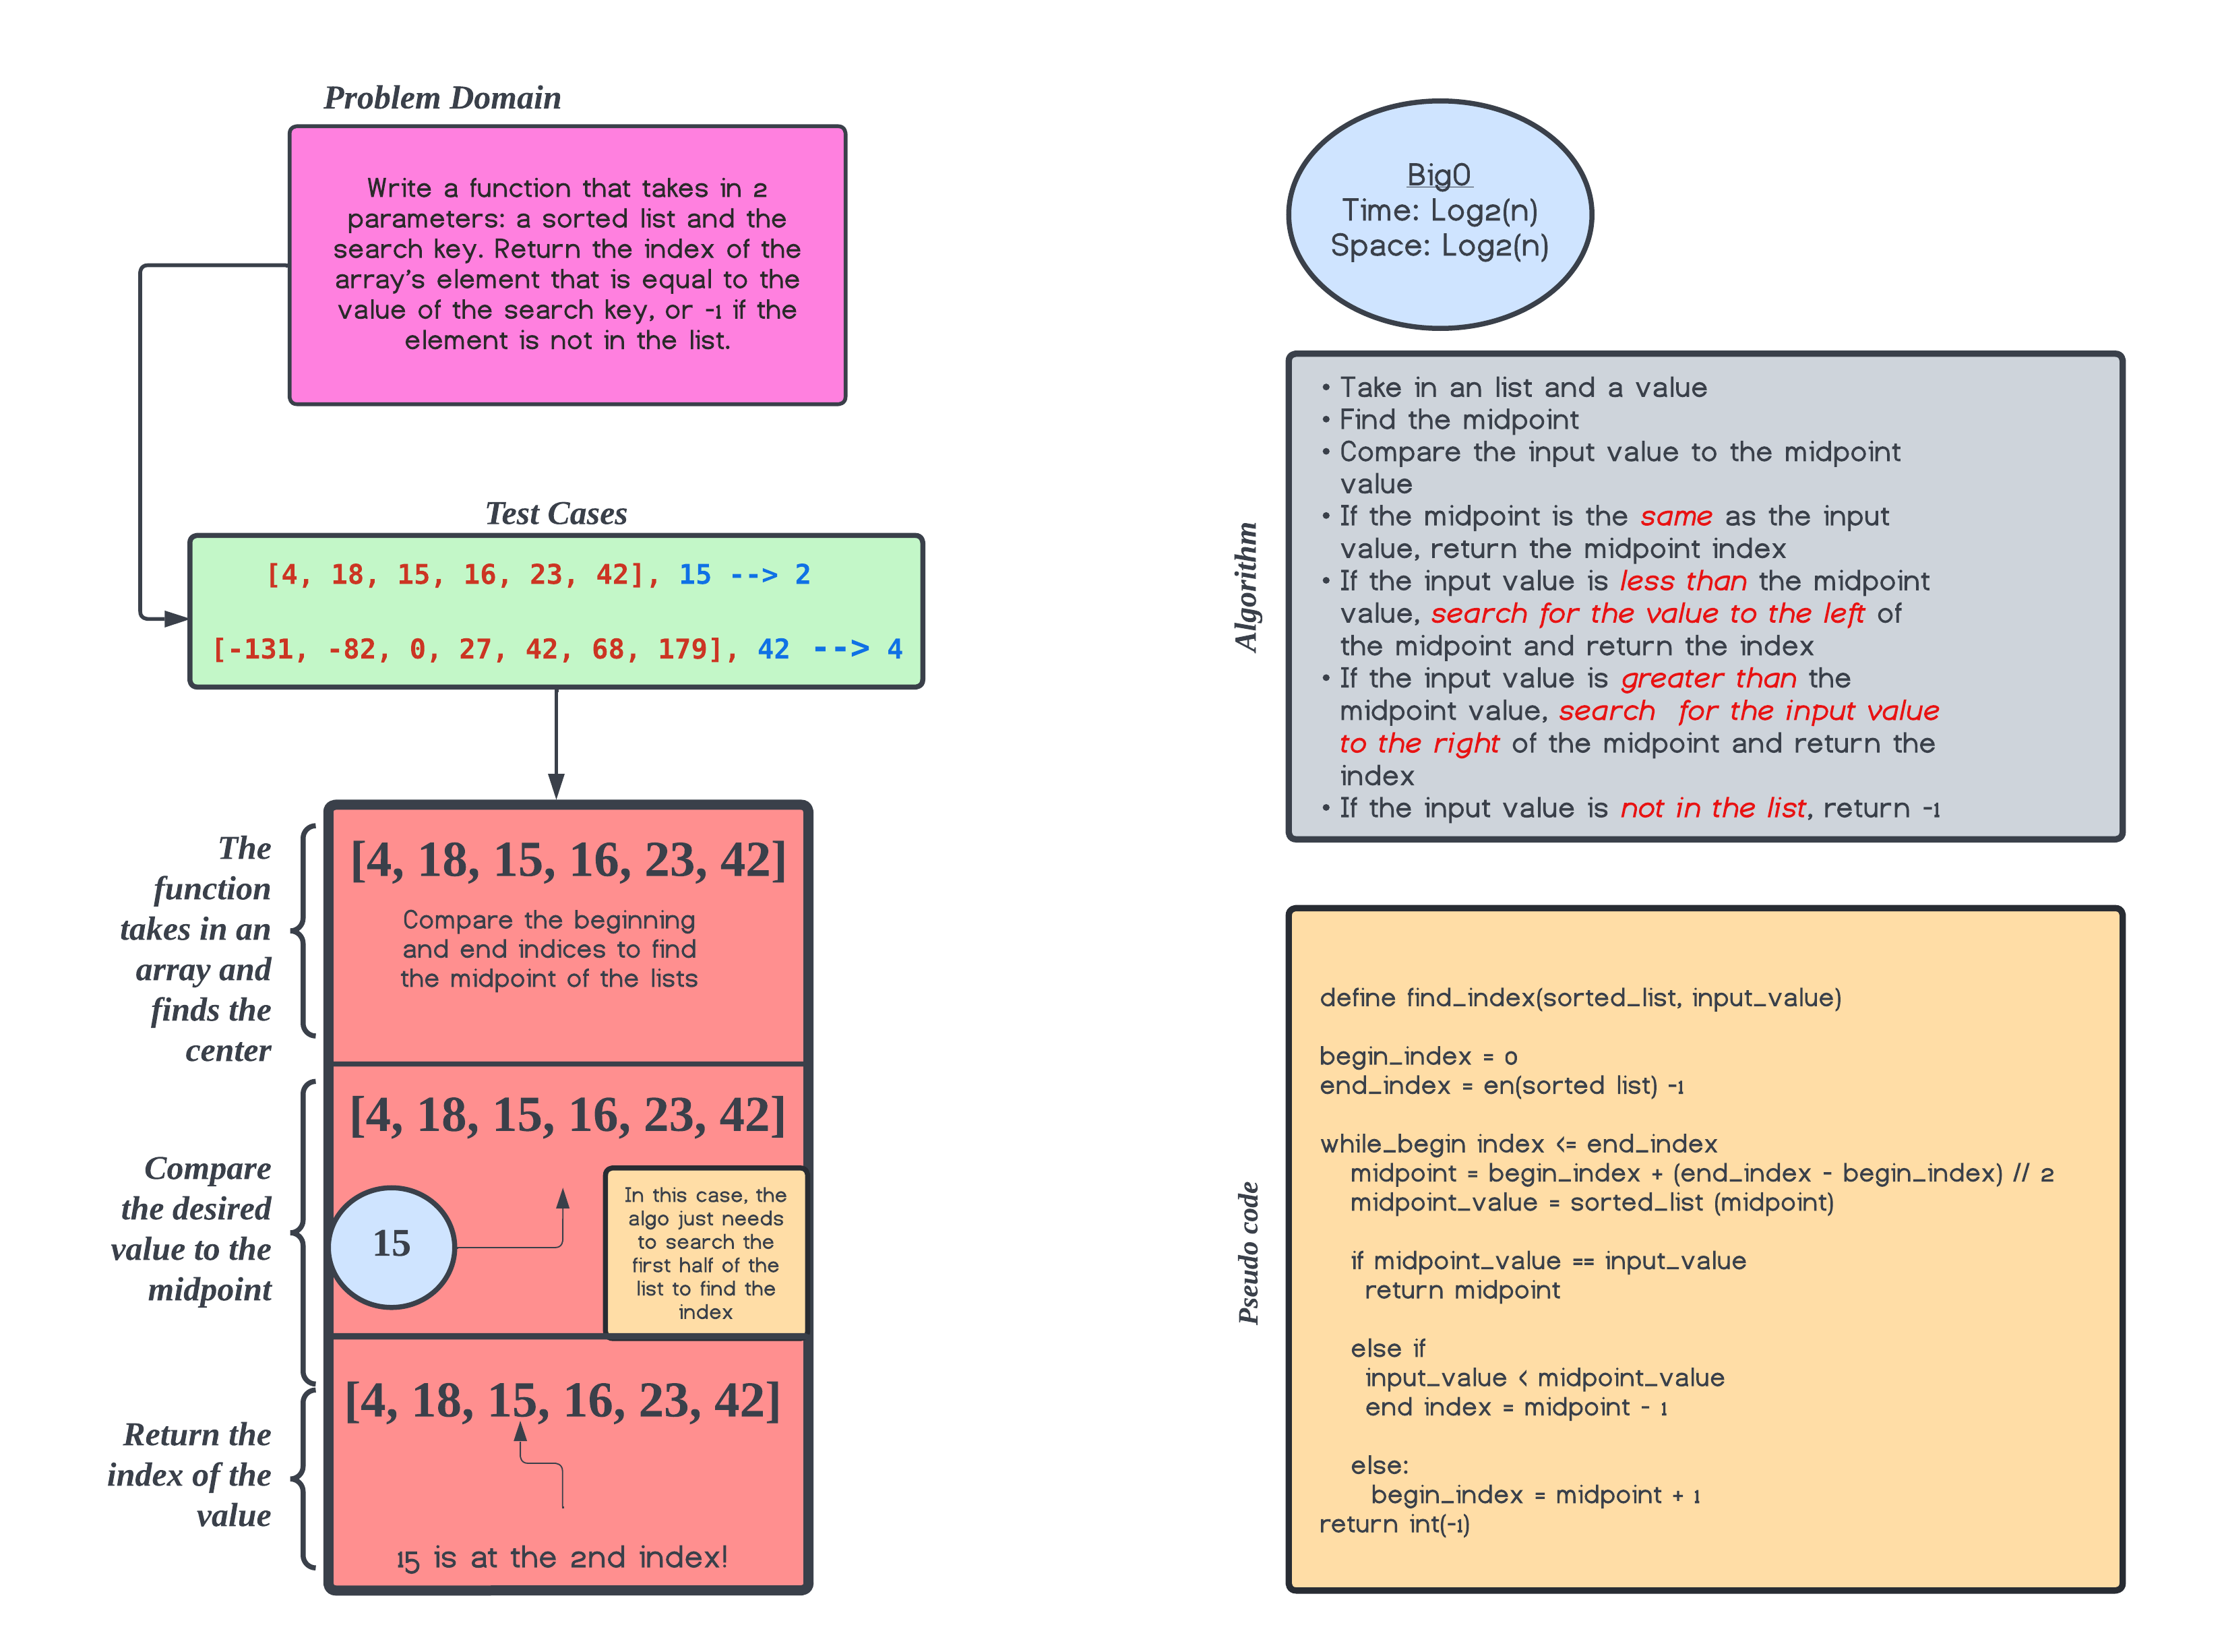 Problem Domain
Write a function that takes in 2
parameters: a sorted list and the
search key. Return the index of the
array's element that is equal to the
value of the search key, or -1 if the
element is not in the list.
Test Cases
[4, 18, 15, 16, 23, 42], 15 --> 2
[-131, -82, 0, 27, 42, 68, 179], 42 --> 4
The
function
takes in an
array and
finds the
center
[4, 18, 15, 16, 23, 42]
Compare the beginning
and end indices to find
the midpoint of the lists
Compare
the desired
value to the
midpoint
[4, 18, 15, 16, 23, 42]
15
In this case, the
algo just needs
to search the
first half of the
list to find the
index
Return the
index of the
value
[4, 18, 15, 16, 23, 42]
15 is at the 2nd index!
BigO
Time: Log2(n)
Space: Log2(n)
Algorithm
• Take in an list and a value
• Find the midpoint
• Compare the input value to the midpoint
value
• If the midpoint is the same as the input
value, return the midpoint index
• If the input value is less than the midpoint
value, search for the value to the left of
the midpoint and return the index
• If the input value is greater than the
midpoint value, search  for the input value
to the right of the midpoint and return the
index
• If the input value is not in the list, return -1
Pseudo code
define find_index(sorted_list, input_value)
begin_index = 0
end_index = en(sorted list) -1
while_begin index <= end_index
midpoint = begin_index + (end_index - begin_index) // 2
midpoint_value = sorted_list (midpoint)
if midpoint_value == input_value
return midpoint
else if
input_value < midpoint_value
end index = midpoint - 1
else:
begin_index = midpoint + 1
return int(-1)